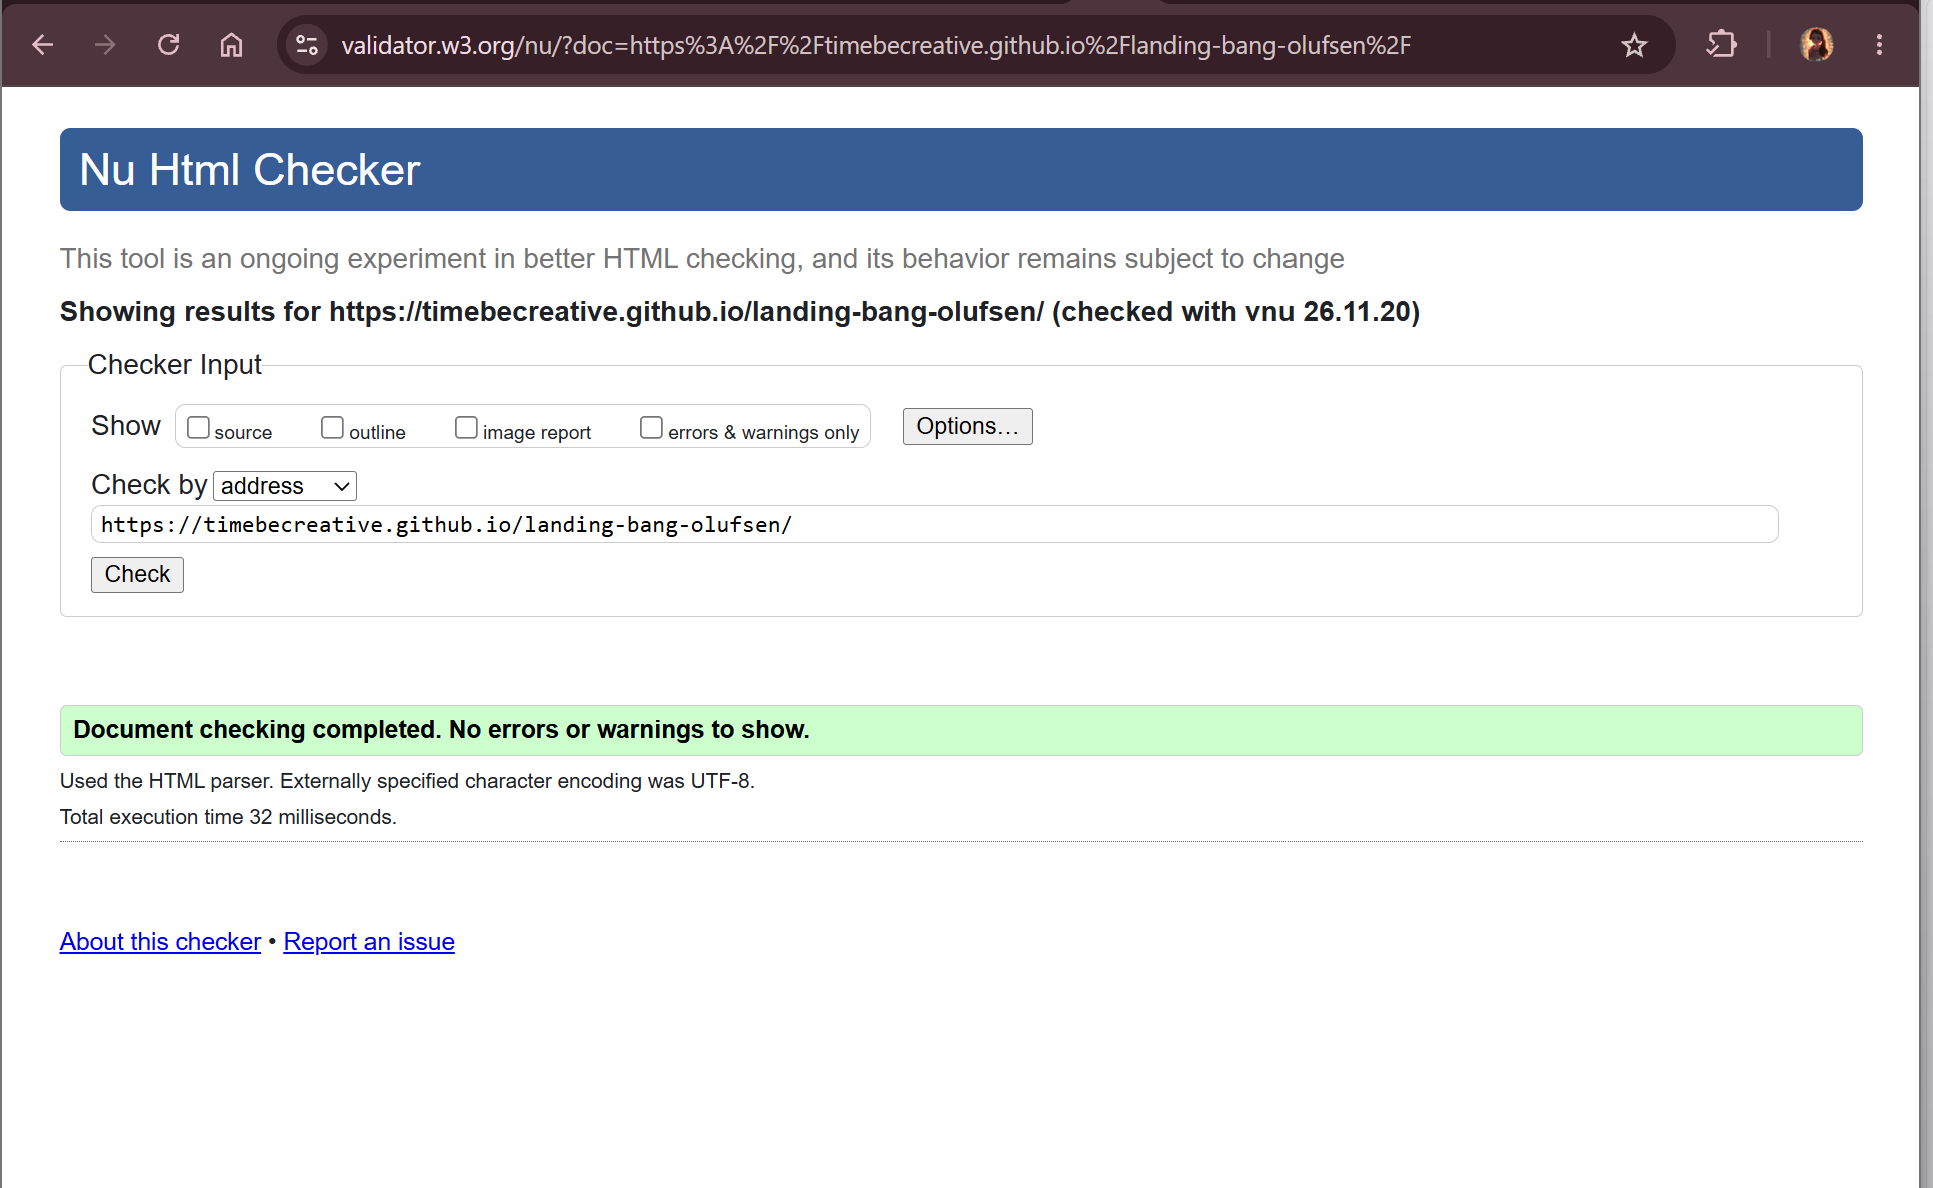 validator.w3.org/nu/?doc=https%3A%2F%2Ftimebecreative.github.io%2Flanding-bang-olufsen%2F
Nu Html Checker
This tool is an ongoing experiment in better HTML checking, and its behavior remains subject to change
Showing results for https://timebecreative.github.io/landing-bang-olufsen/ (checked with vnu 26.11.20)
Checker Input
Show source outline image report errors & warnings only Options…
Check by address
https://timebecreative.github.io/landing-bang-olufsen/
Check
Document checking completed. No errors or warnings to show.
Used the HTML parser. Externally specified character encoding was UTF-8.
Total execution time 32 milliseconds.
About this checker • Report an issue